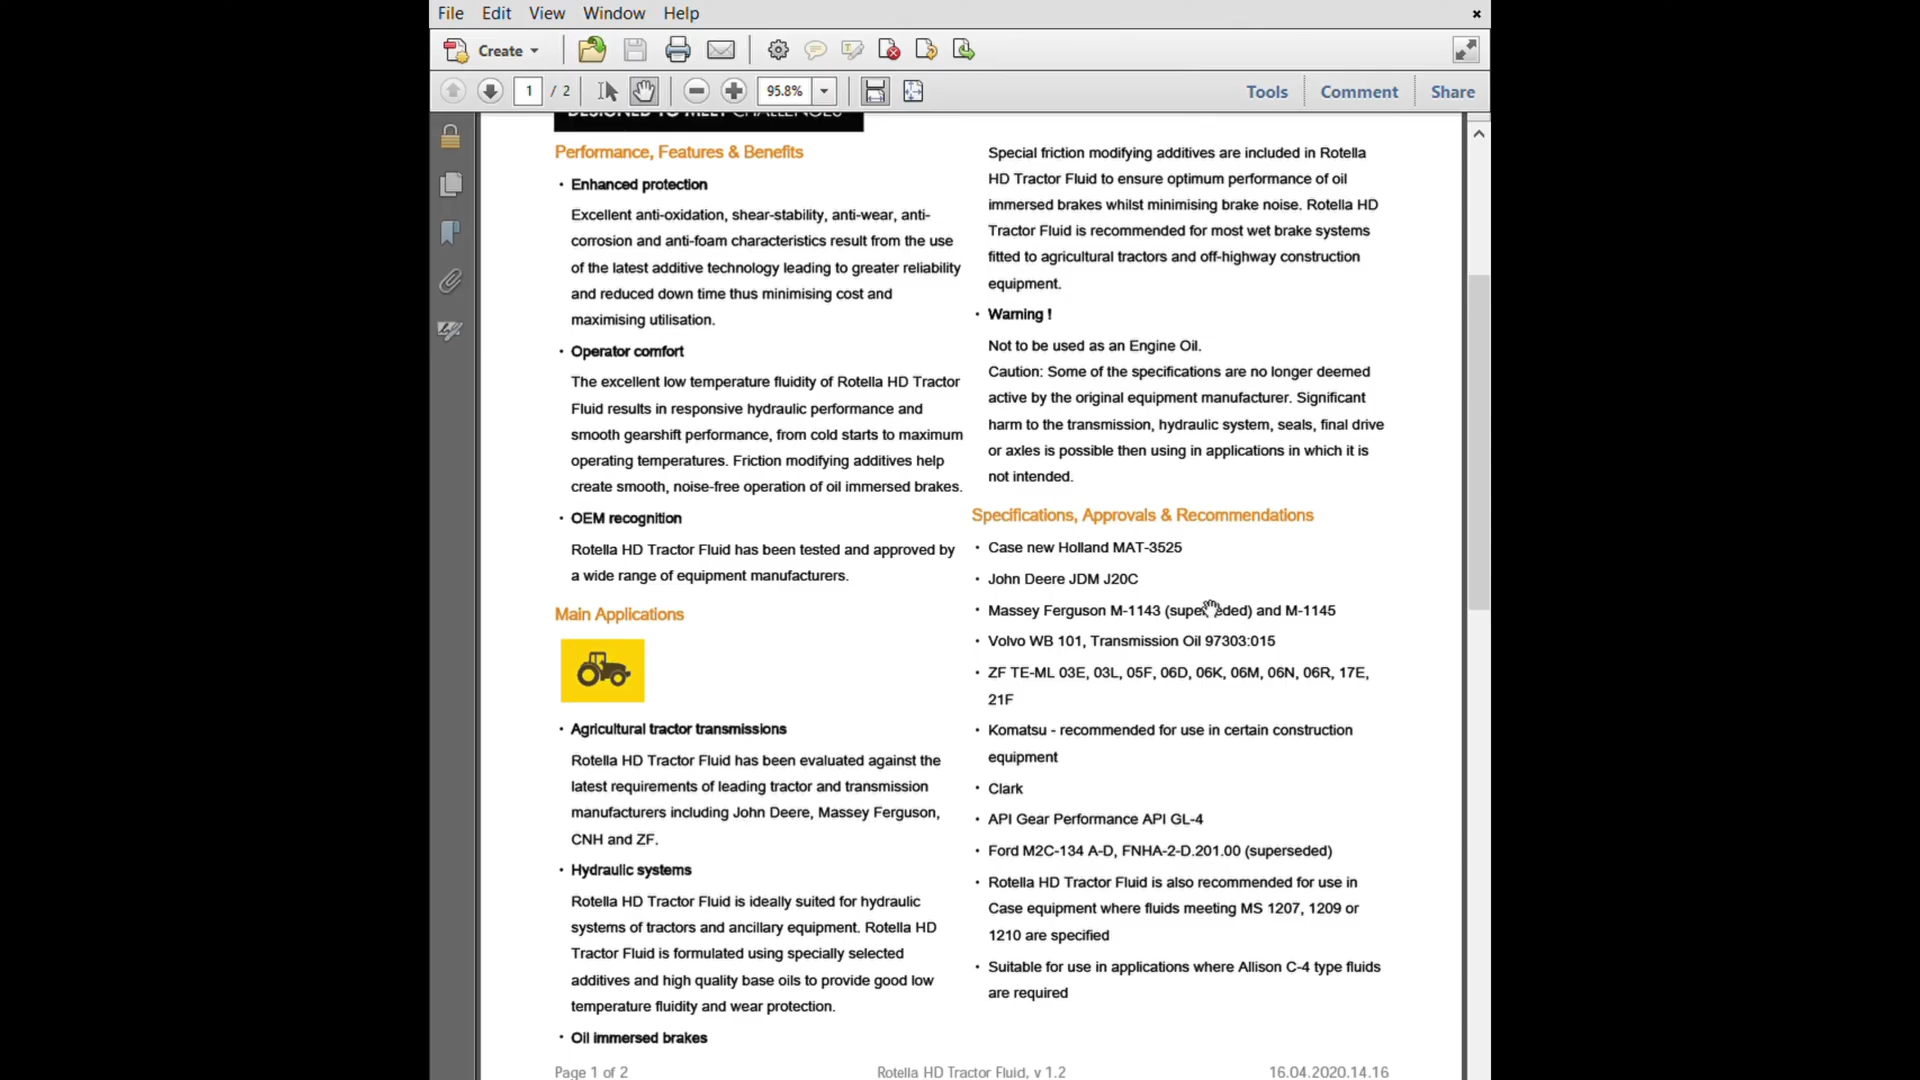 File Edit View Window Help
Create
1 / 2 95.8% Tools Comment Share
DESIGNED TO MEET CHALLENGES
Performance, Features & Benefits
• Enhanced protection
Excellent anti-oxidation, shear-stability, anti-wear, anti-
corrosion and anti-foam characteristics result from the use
of the latest additive technology leading to greater reliability
and reduced down time thus minimising cost and
maximising utilisation.
• Operator comfort
The excellent low temperature fluidity of Rotella HD Tractor
Fluid results in responsive hydraulic performance and
smooth gearshift performance, from cold starts to maximum
operating temperatures. Friction modifying additives help
create smooth, noise-free operation of oil immersed brakes.
• OEM recognition
Rotella HD Tractor Fluid has been tested and approved by
a wide range of equipment manufacturers.
Main Applications
• Agricultural tractor transmissions
Rotella HD Tractor Fluid has been evaluated against the
latest requirements of leading tractor and transmission
manufacturers including John Deere, Massey Ferguson,
CNH and ZF.
• Hydraulic systems
Rotella HD Tractor Fluid is ideally suited for hydraulic
systems of tractors and ancillary equipment. Rotella HD
Tractor Fluid is formulated using specially selected
additives and high quality base oils to provide good low
temperature fluidity and wear protection.
• Oil immersed brakes
Special friction modifying additives are included in Rotella
HD Tractor Fluid to ensure optimum performance of oil
immersed brakes whilst minimising brake noise. Rotella HD
Tractor Fluid is recommended for most wet brake systems
fitted to agricultural tractors and off-highway construction
equipment.
• Warning !
Not to be used as an Engine Oil.
Caution: Some of the specifications are no longer deemed
active by the original equipment manufacturer. Significant
harm to the transmission, hydraulic system, seals, final drive
or axles is possible then using in applications in which it is
not intended.
Specifications, Approvals & Recommendations
• Case new Holland MAT-3525
• John Deere JDM J20C
• Massey Ferguson M-1143 (superseded) and M-1145
• Volvo WB 101, Transmission Oil 97303:015
• ZF TE-ML 03E, 03L, 05F, 06D, 06K, 06M, 06N, 06R, 17E,
21F
• Komatsu - recommended for use in certain construction
equipment
• Clark
• API Gear Performance API GL-4
• Ford M2C-134 A-D, FNHA-2-D.201.00 (superseded)
• Rotella HD Tractor Fluid is also recommended for use in
Case equipment where fluids meeting MS 1207, 1209 or
1210 are specified
• Suitable for use in applications where Allison C-4 type fluids
are required
Page 1 of 2 Rotella HD Tractor Fluid, v 1.2 16.04.2020.14.16